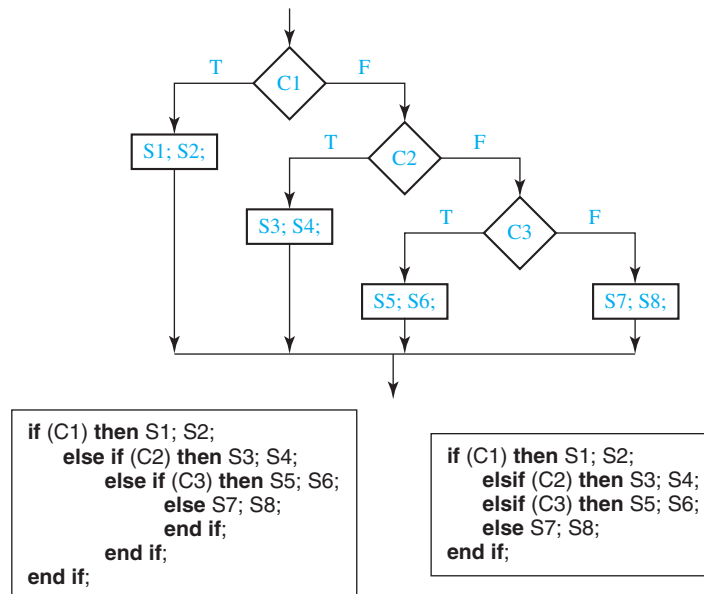 C1
T
F
S1; S2;
C2
T
F
S3; S4;
C3
T
F
S5; S6;
S7; S8;
if (C1) then S1; S2;
else if (C2) then S3; S4;
else if (C3) then S5; S6;
else S7; S8;
end if;
end if;
end if;
if (C1) then S1; S2;
elsif (C2) then S3; S4;
elsif (C3) then S5; S6;
else S7; S8;
end if;